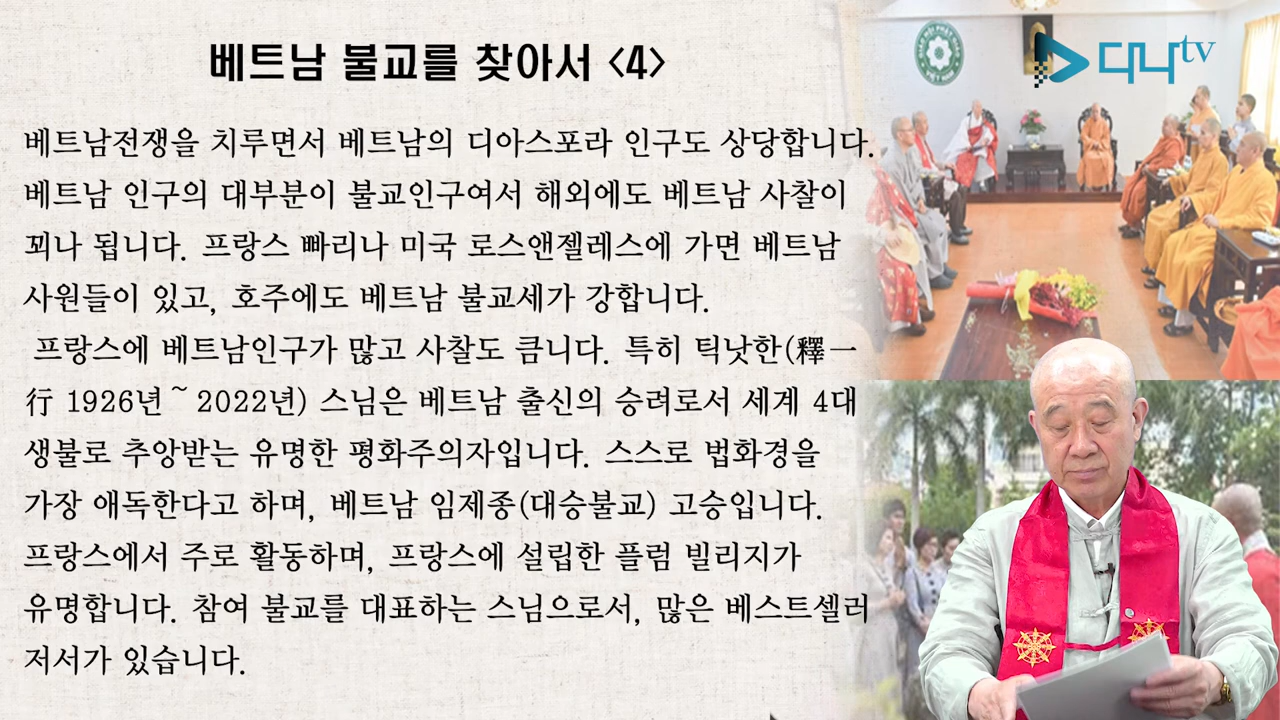 베트남 불교를 찾아서 <4>
베트남전쟁을 치루면서 베트남의 디아스포라 인구도 상당합니다.
베트남 인구의 대부분이 불교인구여서 해외에도 베트남 사찰이
꾀나 됩니다. 프랑스 빠리나 미국 로스앤젤레스에 가면 베트남
사원들이 있고, 호주에도 베트남 불교세가 강합니다.
프랑스에 베트남인구가 많고 사찰도 큼니다. 특히 틱낫한(釋一
行 1926년~2022년) 스님은 베트남 출신의 승려로서 세계 4대
생불로 추앙받는 유명한 평화주의자입니다. 스스로 법화경을
가장 애독한다고 하며, 베트남 임제종(대승불교) 고승입니다.
프랑스에서 주로 활동하며, 프랑스에 설립한 플럼 빌리지가
유명합니다. 참여 불교를 대표하는 스님으로서, 많은 베스트셀러
저서가 있습니다.
tv